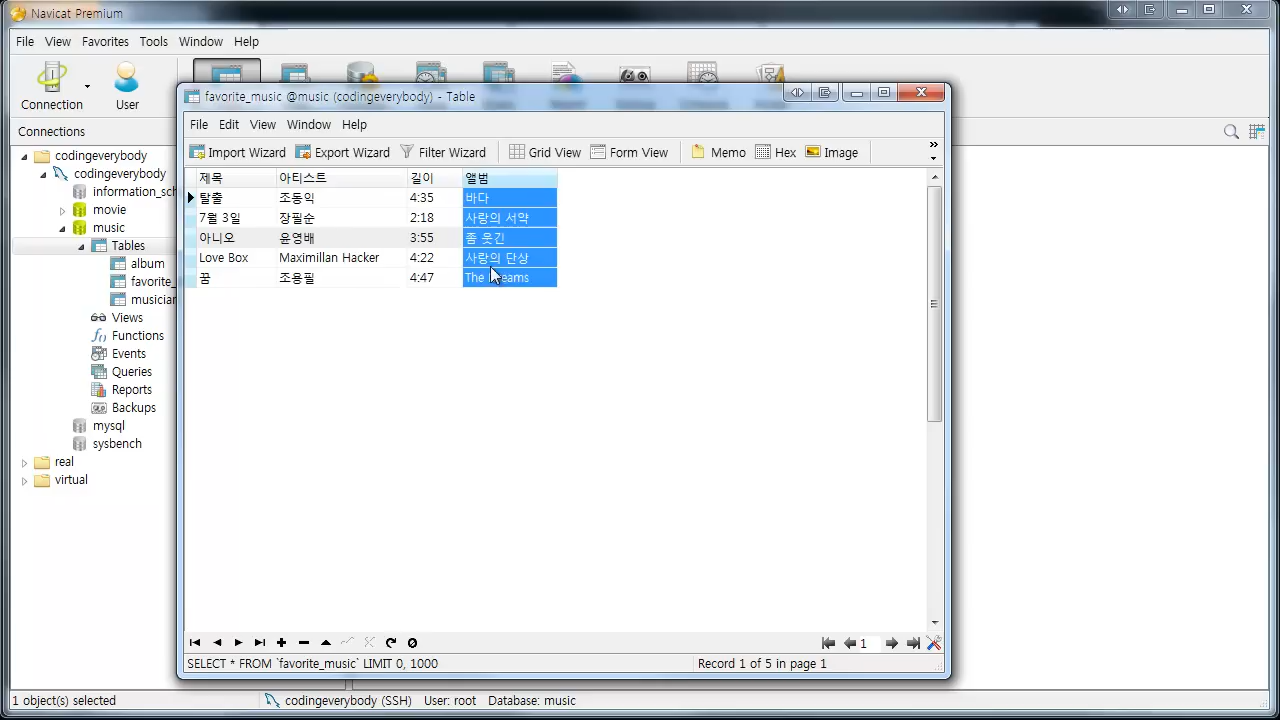 Navicat Premium
File View Favorites Tools Window Help
Connection
User
Connections
codingeverybody
codingeverybody
information_sch
movie
music
Tables
album
favorite_
musician
Views
Functions
Events
Queries
Reports
Backups
mysql
sysbench
real
virtual
favorite_music @music (codingeverybody) - Table
File Edit View Window Help
Import Wizard Export Wizard Filter Wizard Grid View Form View Memo Hex Image
제목 아티스트 길이 앨범
탈출 조동익 4:35 바다
7월 3일 장필순 2:18 사랑의 서약
아니오 윤영배 3:55 좀 웃긴
Love Box Maximillan Hacker 4:22 사랑의 단상
꿈 조용필 4:47 The
1
SELECT * FROM `favorite_music` LIMIT 0, 1000
Record 1 of 5 in page 1
1 object(s) selected
codingeverybody (SSH) User: root Database: music